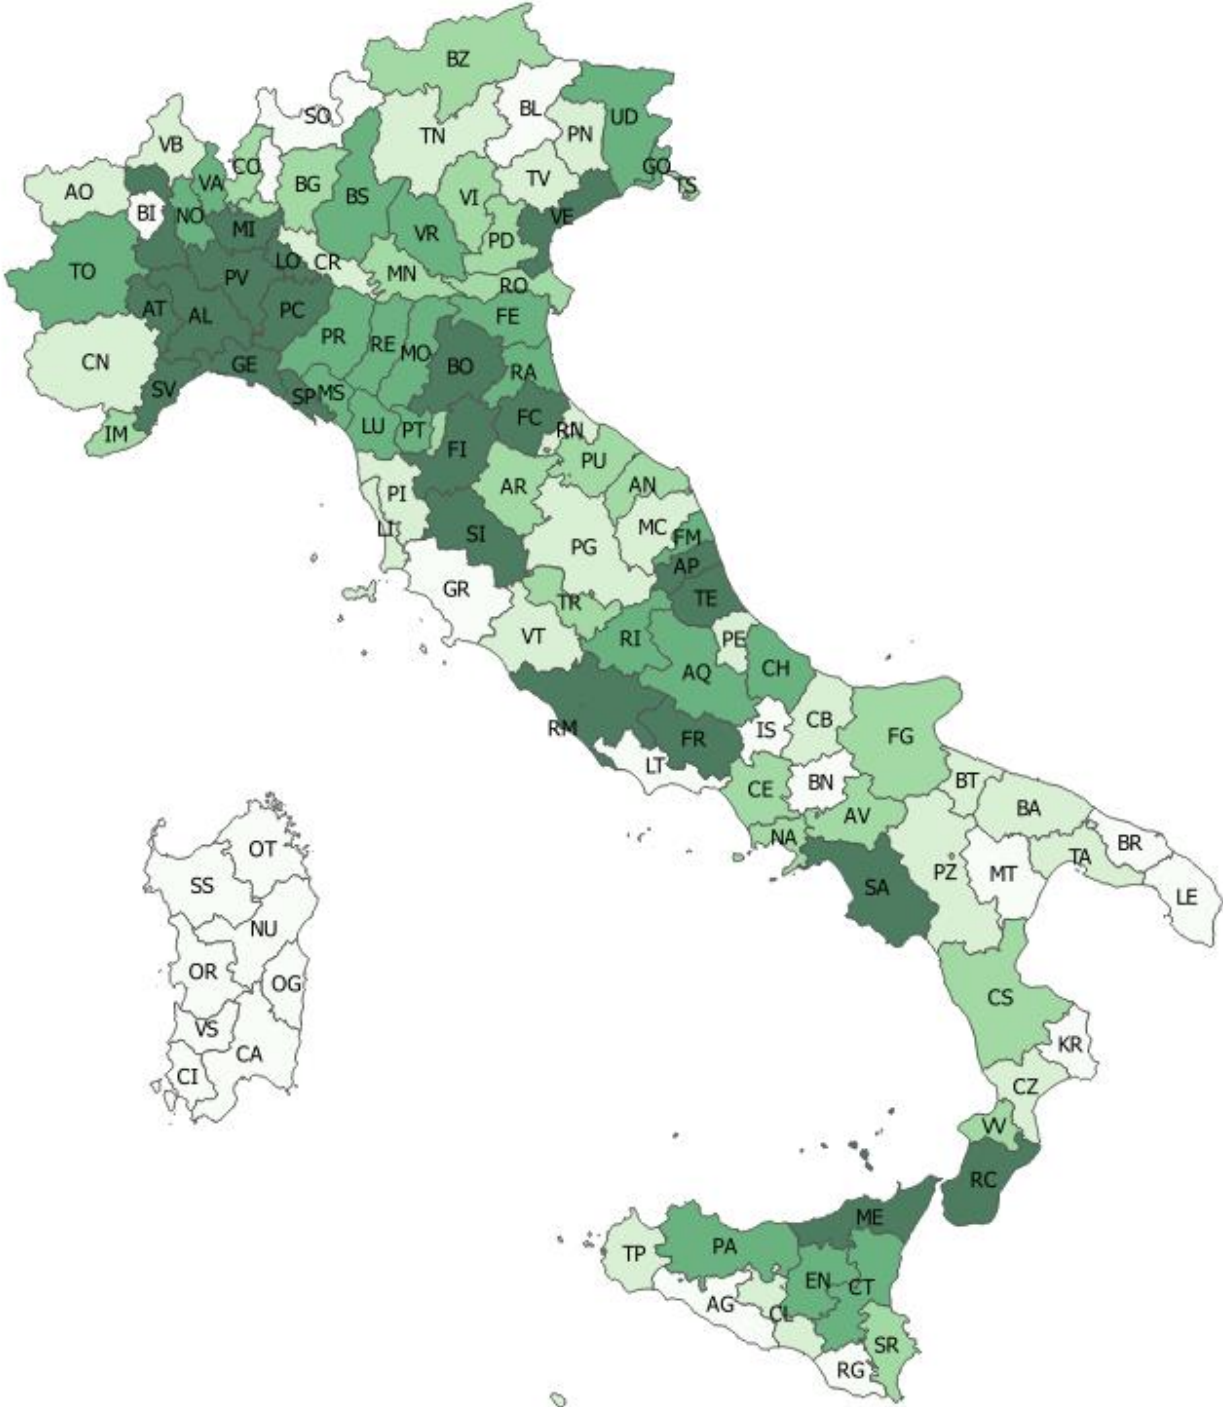 BZ
BL
UD
SO
TN
PN
VB
CO
GO
TS
AO
VA
BG
BS
VI
TV
BI
NO
MI
VR
PD
VE
TO
LO
CR
MN
PV
RO
AT
AL
PC
PR
RE
MO
FE
CN
GE
BO
RA
SV
SP
MS
FC
IM
LU
PT
FI
RN
PU
PI
AR
AN
LI
SI
PG
MC
FM
AP
GR
TR
TE
VT
RI
PE
AQ
CH
RM
FR
IS
CB
FG
LT
CE
BN
BT
AV
BA
NA
BR
OT
SS
SA
PZ
MT
TA
LE
NU
OR
OG
CS
VS
CA
KR
CI
CZ
VV
RC
ME
TP
PA
EN
CT
AG
CL
SR
RG